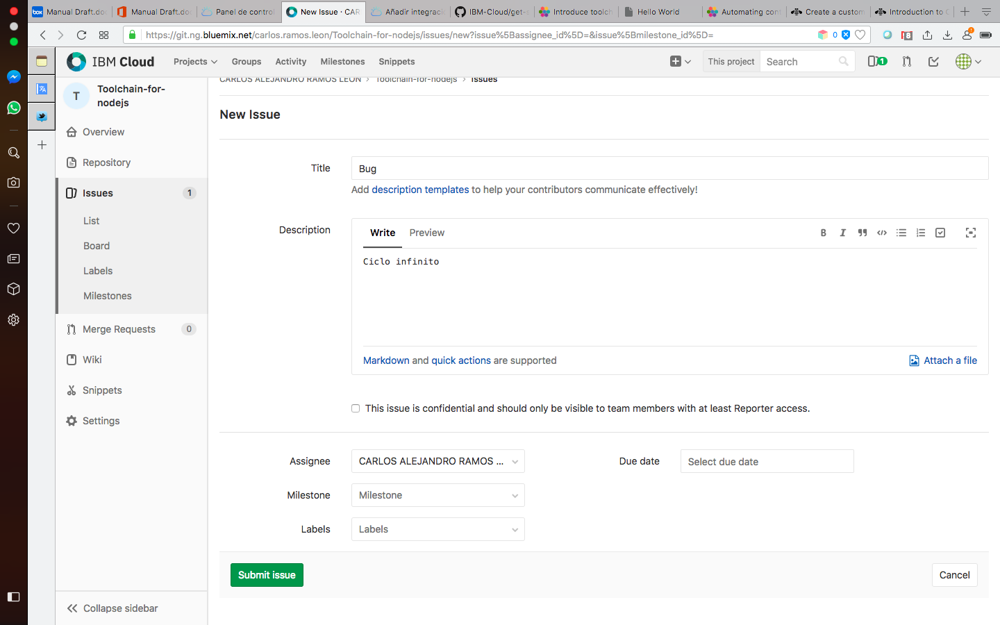 Manual Draft.do
Manual Draft.do
Panel de contro
New Issue · CAR
Añadir integraci
IBM-Cloud/get-s
Introduce toolch
Hello World
Automating con
Create a custom
Introduction to C
https://git.ng.bluemix.net/carlos.ramos.leon/Toolchain-for-nodejs/issues/new?issue%5Bassignee_id%5D=&issue%5Bmilestone_id%5D=
0
IBM Cloud
Projects
Groups
Activity
Milestones
Snippets
This project
Search
1
T
Toolchain-for-
nodejs
Overview
Repository
Issues
1
List
Board
Labels
Milestones
Merge Requests
0
Wiki
Snippets
Settings
Collapse sidebar
CARLOS ALEJANDRO RAMOS LEON > Toolchain-for-nodejs > Issues
New Issue
Title
Bug
Add description templates to help your contributors communicate effectively!
Description
Write
Preview
Ciclo infinito
Markdown and quick actions are supported
Attach a file
This issue is confidential and should only be visible to team members with at least Reporter access.
Assignee
CARLOS ALEJANDRO RAMOS ...
Due date
Select due date
Milestone
Milestone
Labels
Labels
Submit issue
Cancel